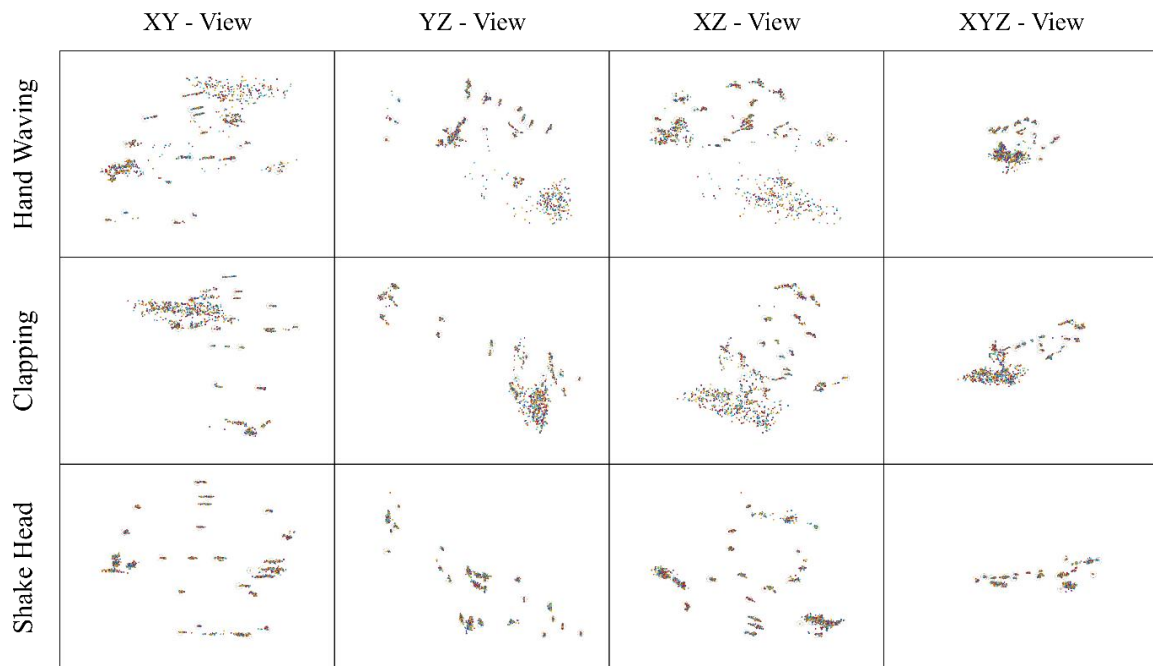 XY - View
YZ - View
XZ - View
XYZ - View
Hand Waving
Clapping
Shake Head